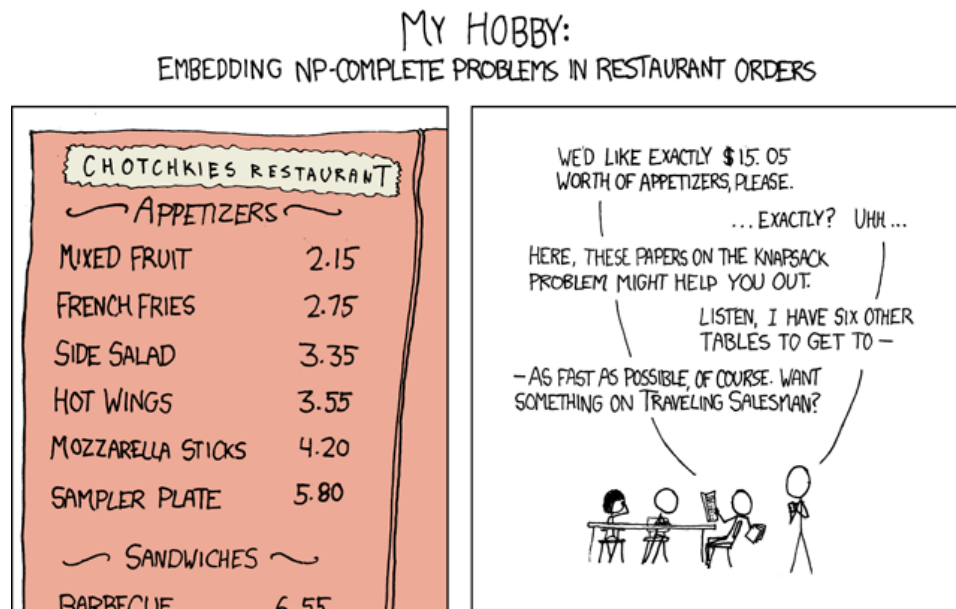 MY HOBBY:
EMBEDDING NP-COMPLETE PROBLEMS IN RESTAURANT ORDERS
CHOTCHKIES RESTAURANT
APPETIZERS
MIXED FRUIT 2.15
FRENCH FRIES 2.75
SIDE SALAD 3.35
HOT WINGS 3.55
MOZZARELLA STICKS 4.20
SAMPLER PLATE 5.80
SANDWICHES
BARBECUE 6.55
WE'D LIKE EXACTLY $15.05
WORTH OF APPETIZERS, PLEASE.
...EXACTLY? UHH...
HERE, THESE PAPERS ON THE KNAPSACK
PROBLEM MIGHT HELP YOU OUT.
LISTEN, I HAVE SIX OTHER
TABLES TO GET TO —
—AS FAST AS POSSIBLE, OF COURSE. WANT
SOMETHING ON TRAVELING SALESMAN?